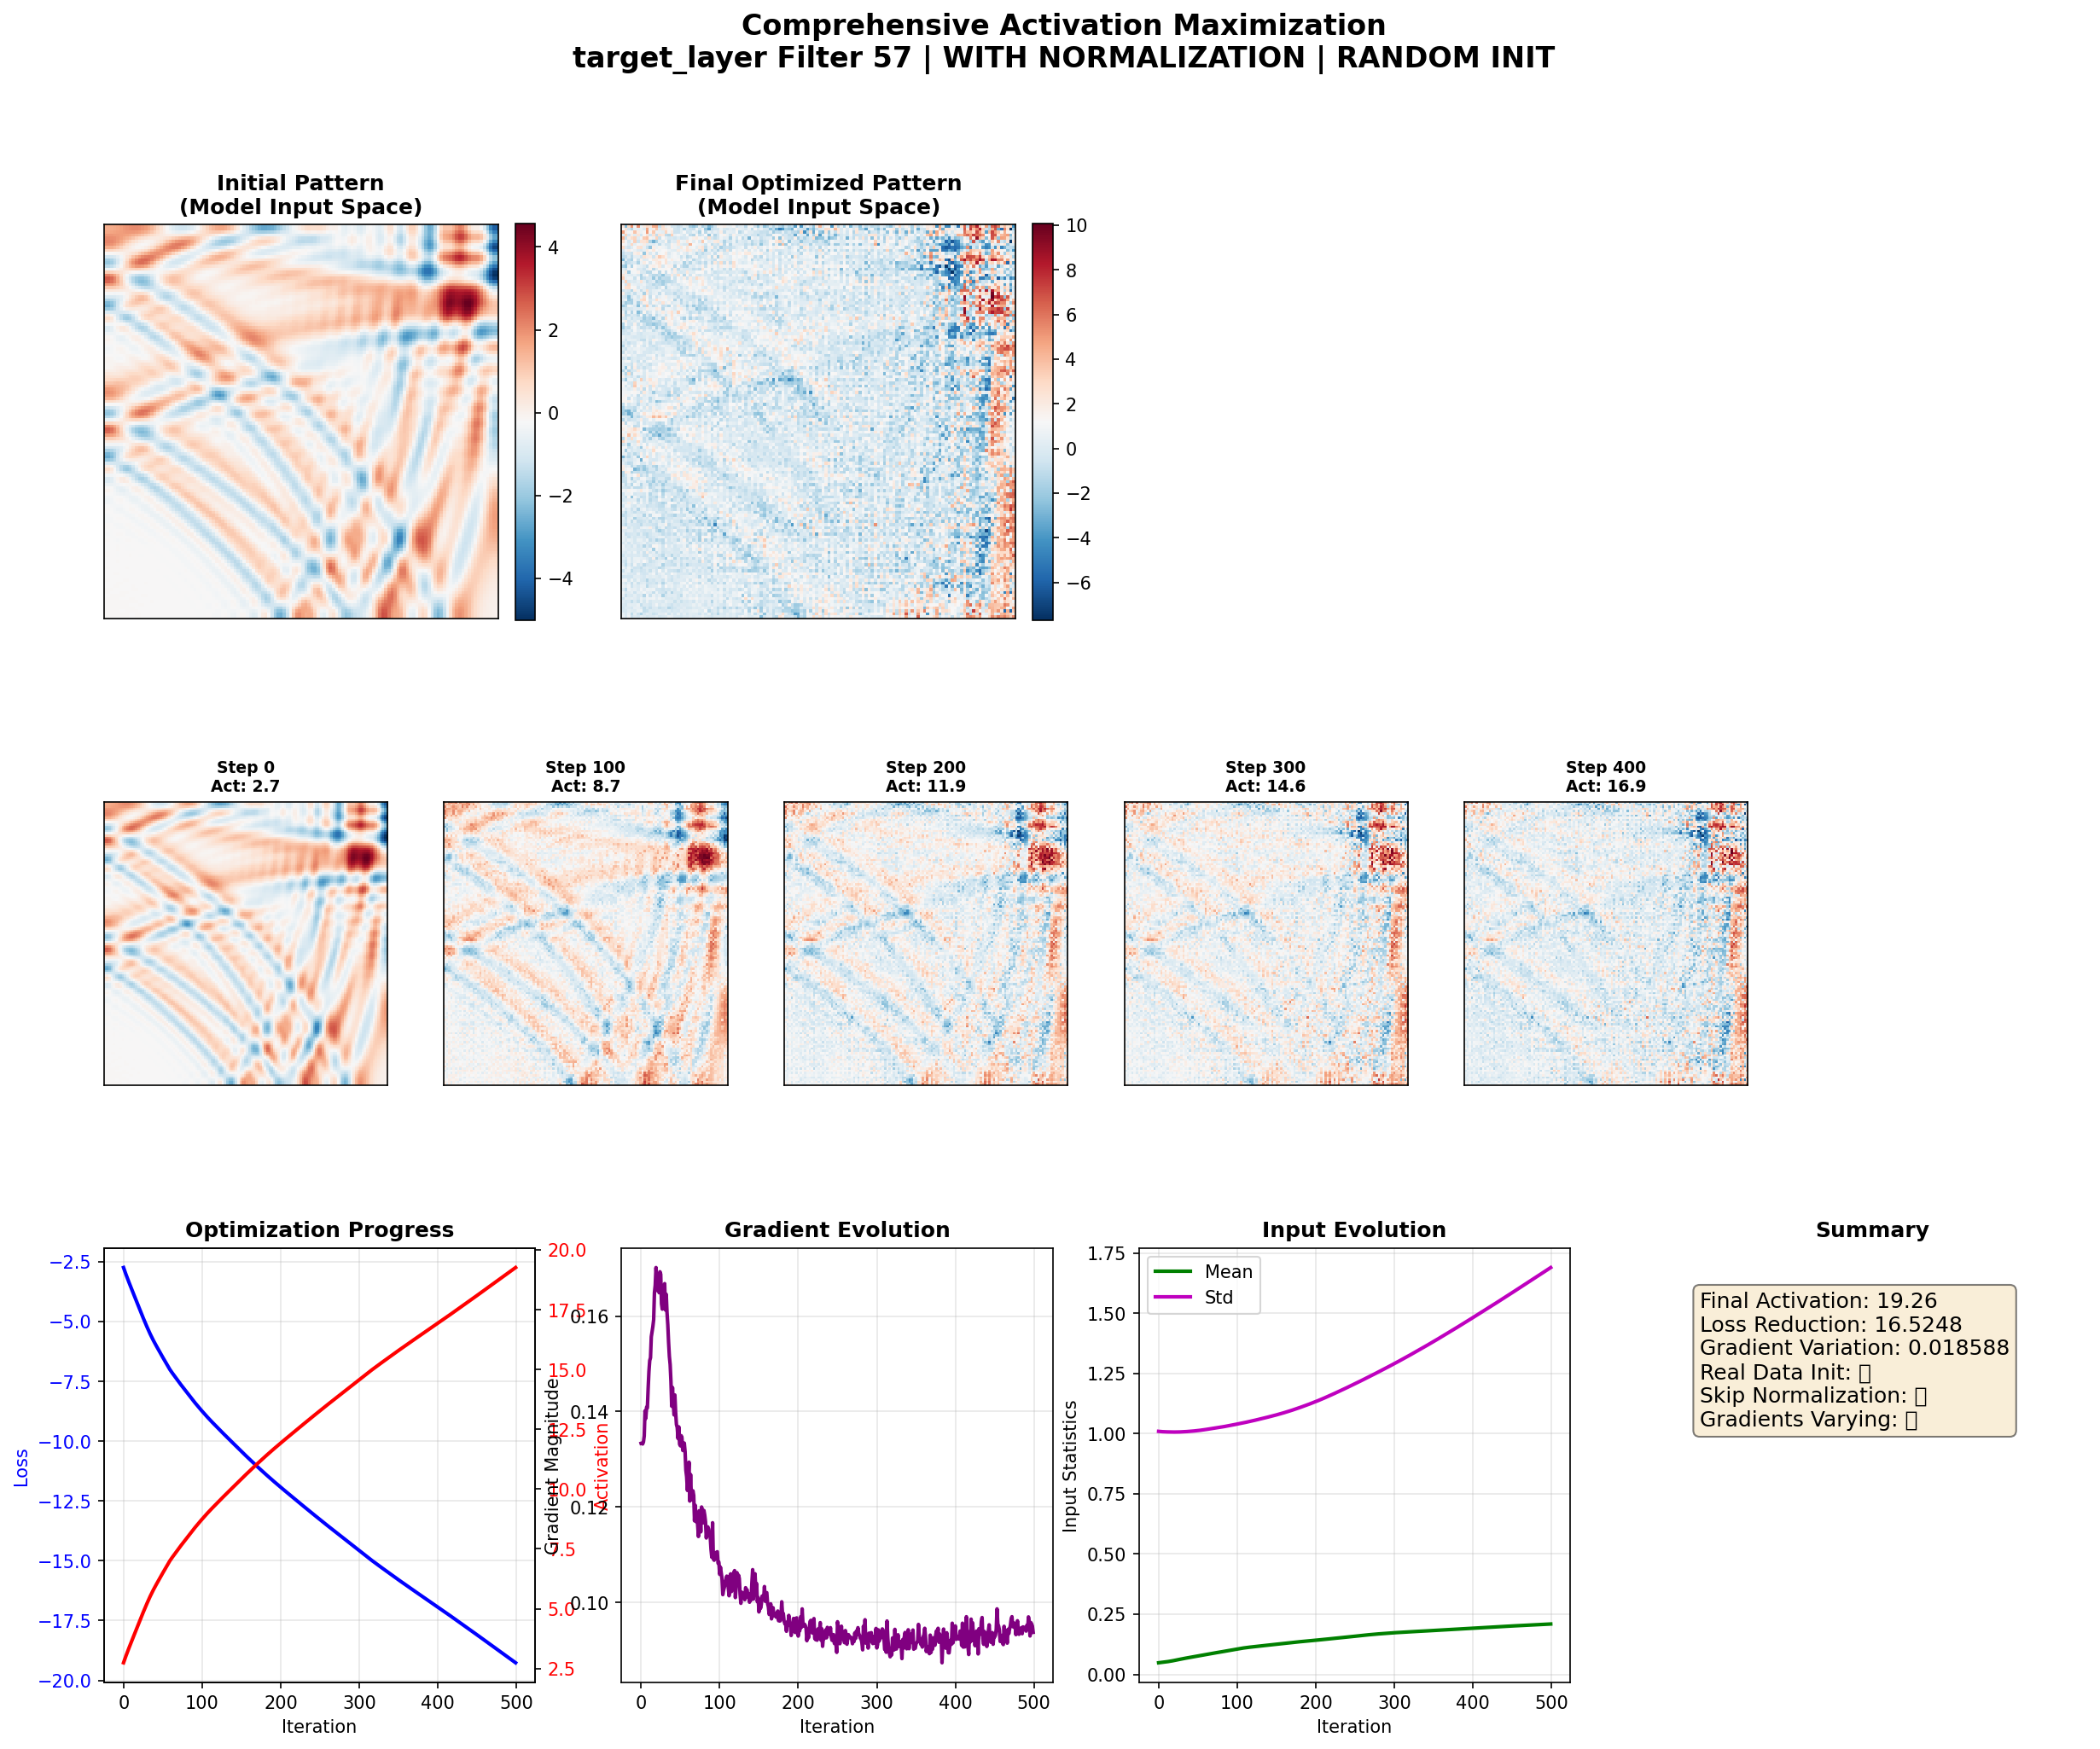 Comprehensive Activation Maximization
target_layer Filter 57 | WITH NORMALIZATION | RANDOM INIT
Initial Pattern
(Model Input Space)
4
2
0
−2
−4
Final Optimized Pattern
(Model Input Space)
10
8
6
4
2
0
−2
−4
−6
Step 0
Act: 2.7
Step 100
Act: 8.7
Step 200
Act: 11.9
Step 300
Act: 14.6
Step 400
Act: 16.9
Optimization Progress
Loss
−2.5
−5.0
−7.5
−10.0
−12.5
−15.0
−17.5
−20.0
0 100 200 300 400 500
Iteration
20.0
17.5
15.0
12.5
10.0
7.5
5.0
2.5
Activation
Gradient Evolution
Gradient Magnitude
0.16
0.14
0.12
0.10
0 100 200 300 400 500
Iteration
Input Evolution
Input Statistics
1.75
1.50
1.25
1.00
0.75
0.50
0.25
0.00
Mean
Std
0 100 200 300 400 500
Iteration
Summary
Final Activation: 19.26
Loss Reduction: 16.5248
Gradient Variation: 0.018588
Real Data Init:
Skip Normalization:
Gradients Varying: